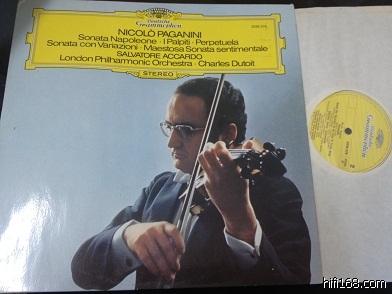 Deutsche
Grammophon
NICOLÒ PAGANINI
Sonata Napoleone · I Palpiti · Perpetuela
Sonata con Variazioni · Maestosa Sonata sentimentale
SALVATORE ACCARDO
London Philharmonic Orchestra · Charles Dutoit
STEREO
Deutsche
Grammophon
hifi168.com